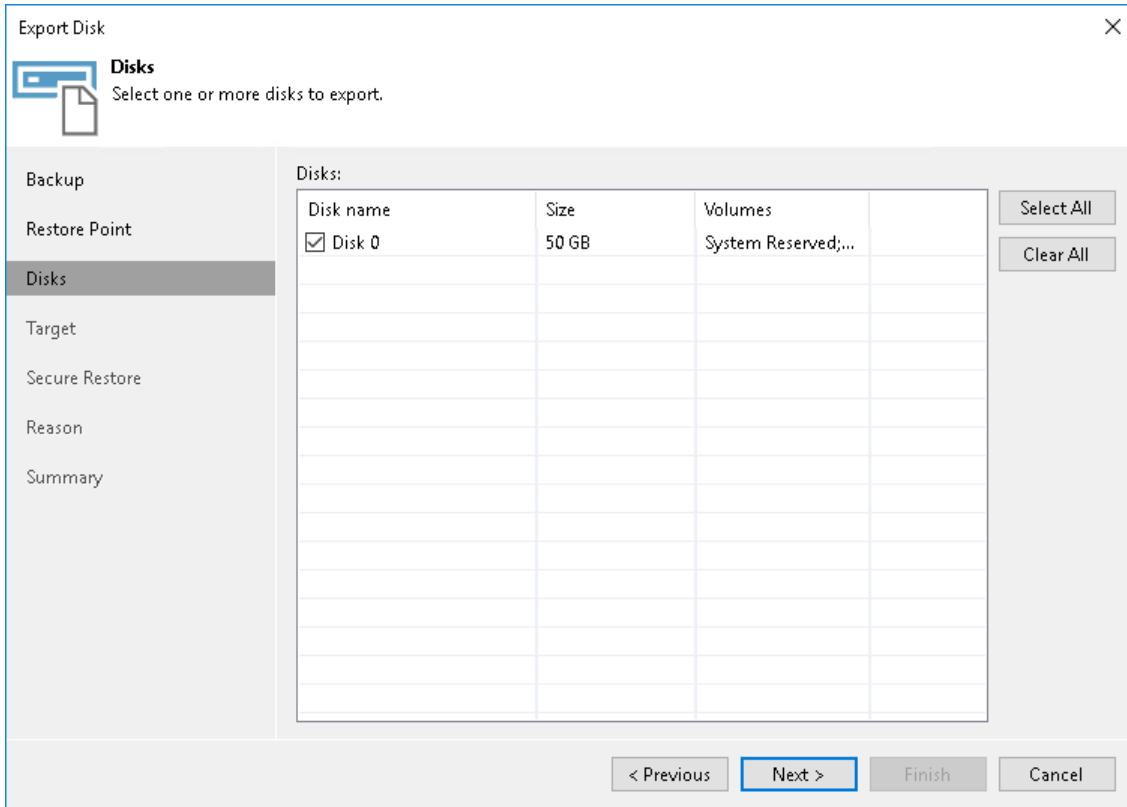 Export Disk
Disks
Select one or more disks to export.
Backup
Restore Point
Disks
Target
Secure Restore
Reason
Summary
Disks:
Disk name Size Volumes
Disk 0 50 GB System Reserved;...
Select All
Clear All
< Previous Next > Finish Cancel